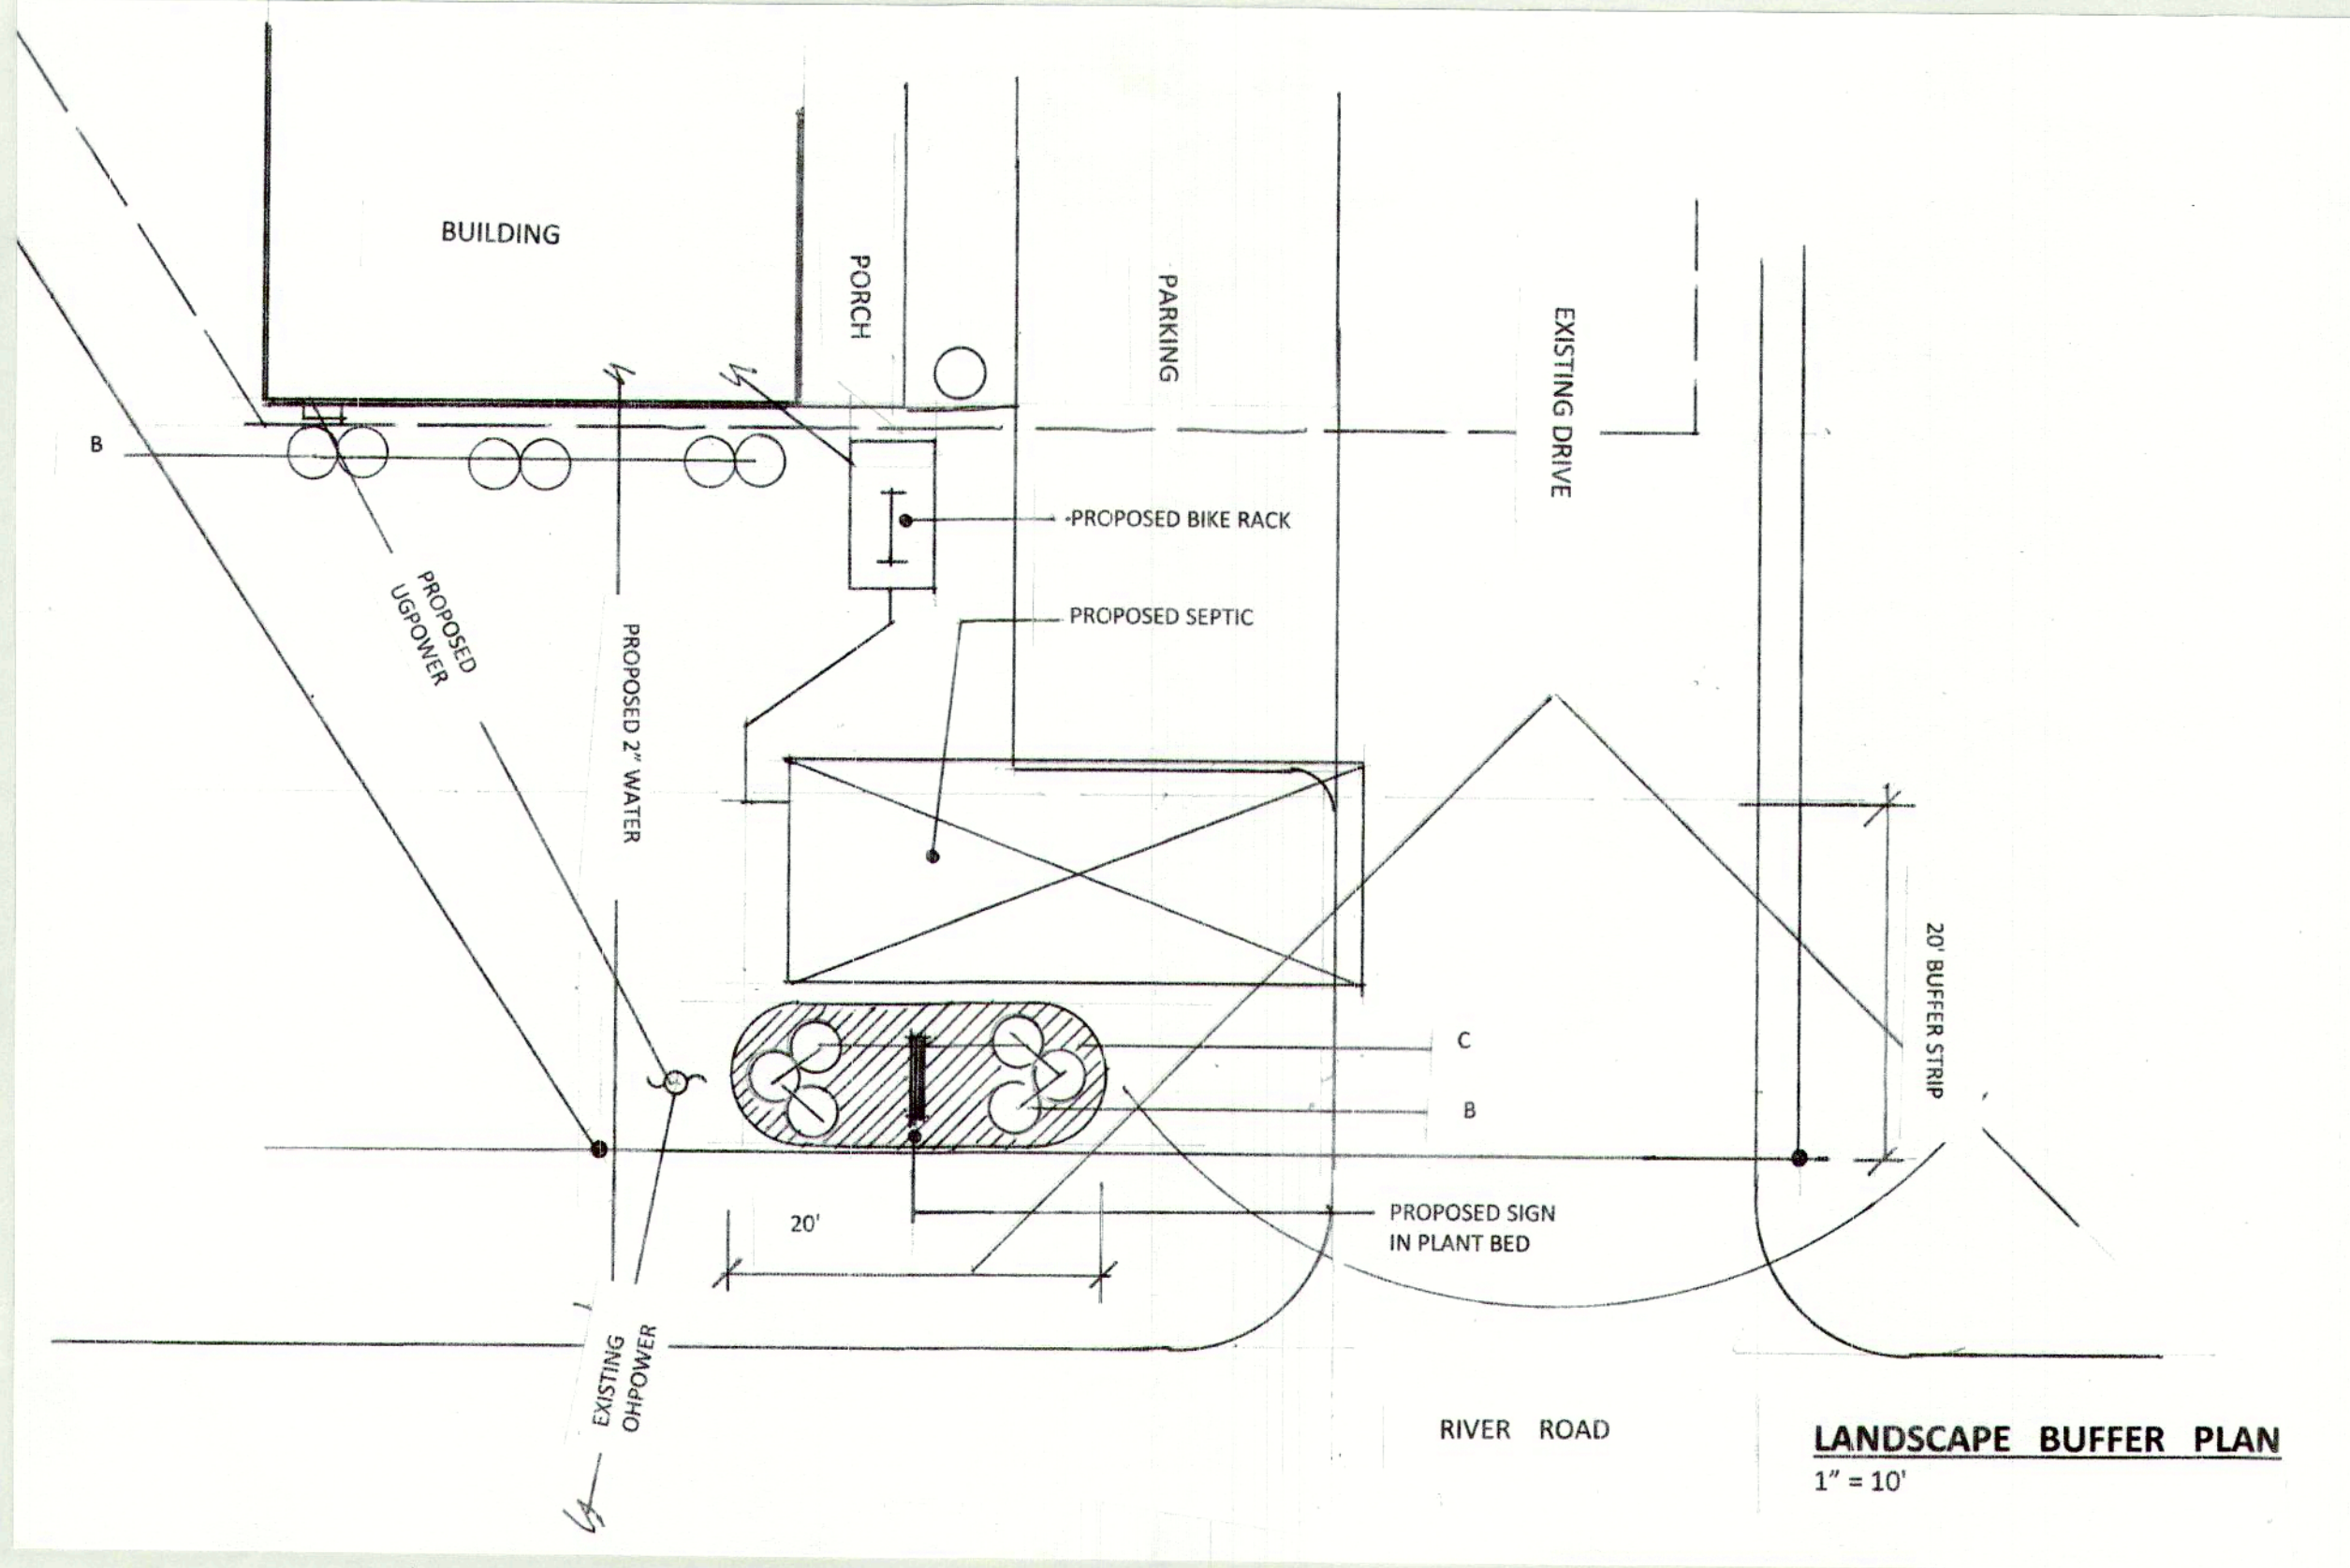 BUILDING
PORCH
PARKING
EXISTING DRIVE
B
PROPOSED BIKE RACK
PROPOSED
UGPOWER
PROPOSED 2" WATER
PROPOSED SEPTIC
20' BUFFER STRIP
C
B
20'
PROPOSED SIGN
IN PLANT BED
EXISTING
OHPOWER
RIVER ROAD
LANDSCAPE BUFFER PLAN
1" = 10'